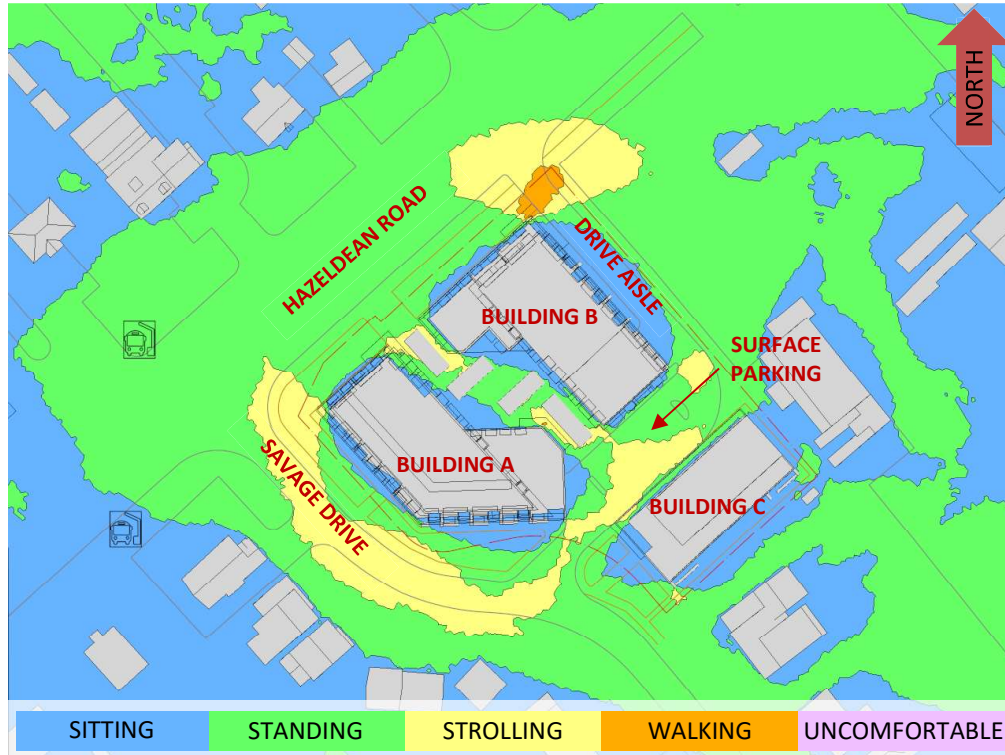 NORTH
HAZELDEAN ROAD
DRIVE AISLE
BUILDING B
SURFACE
PARKING
BUILDING A
SAVAGE DRIVE
BUILDING C
SITTING
STANDING
STROLLING
WALKING
UNCOMFORTABLE